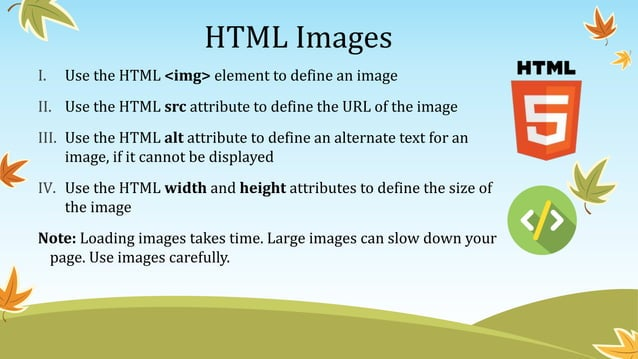 HTML Images
I. Use the HTML <img> element to define an image
II. Use the HTML src attribute to define the URL of the image
III. Use the HTML alt attribute to define an alternate text for an
image, if it cannot be displayed
IV. Use the HTML width and height attributes to define the size of
the image
Note: Loading images takes time. Large images can slow down your
page. Use images carefully.
HTML
5
</>